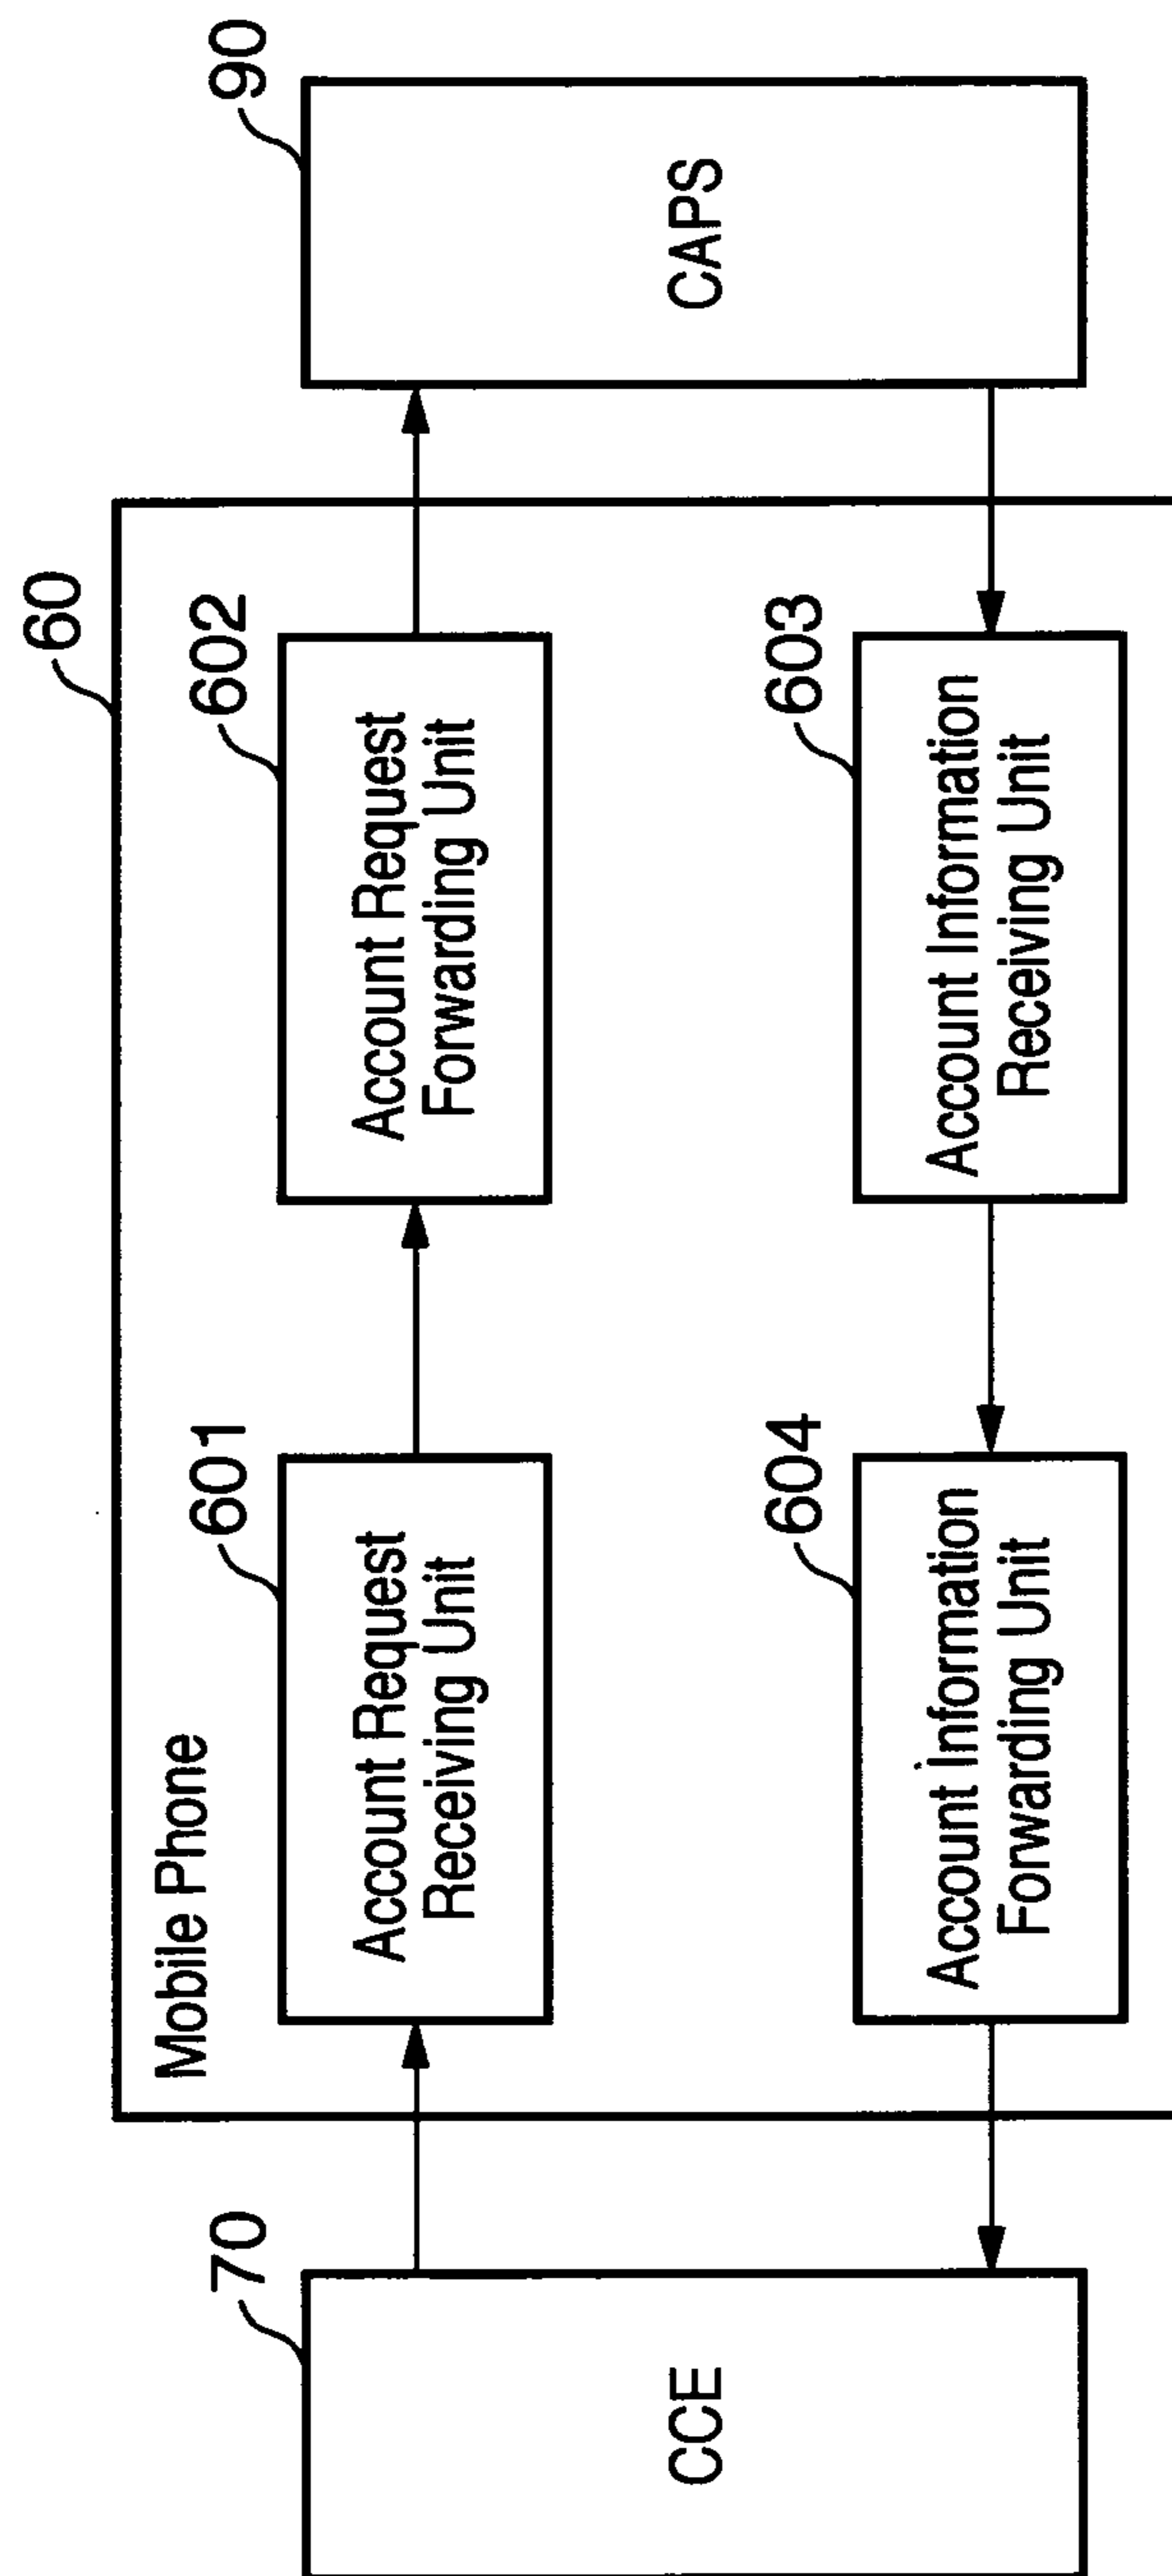 60
Mobile Phone
70
CCE
601
Account Request
Receiving Unit
602
Account Request
Forwarding Unit
90
CAPS
604
Account Information
Forwarding Unit
603
Account Information
Receiving Unit